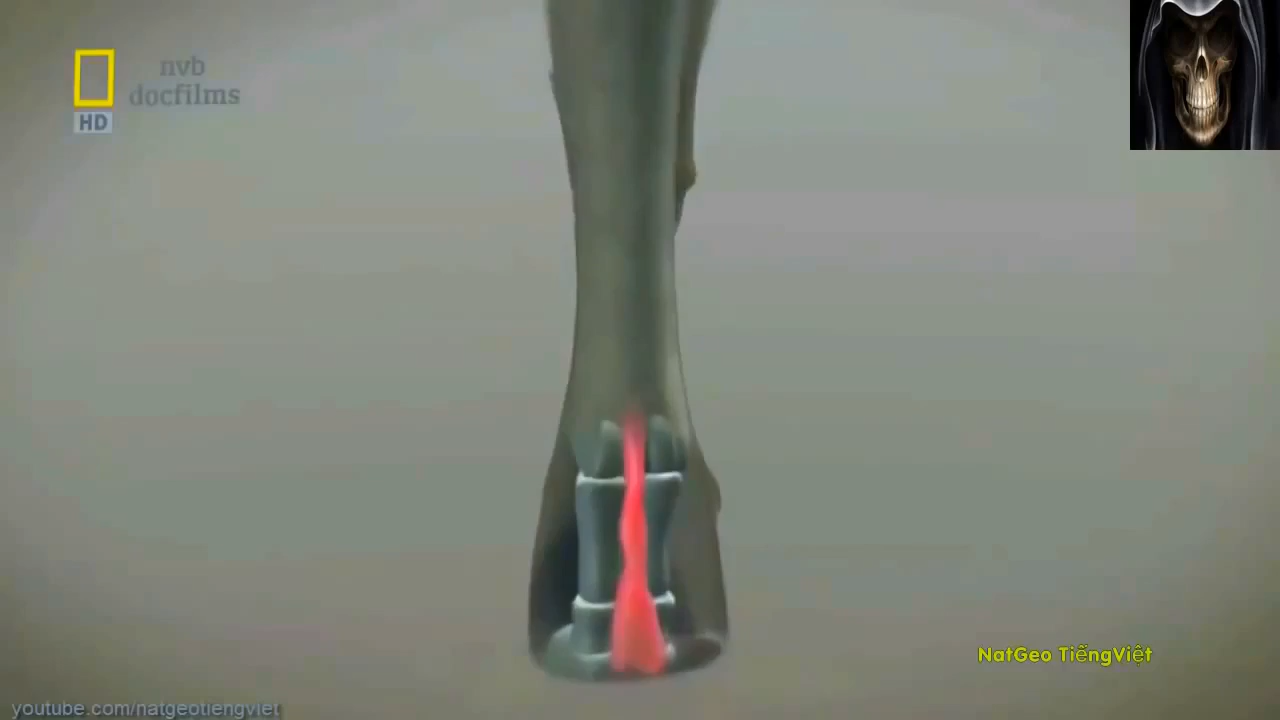 nvb
docfilms
HD
NatGeo TiếngViệt
youtube.com/natgeotiengviet